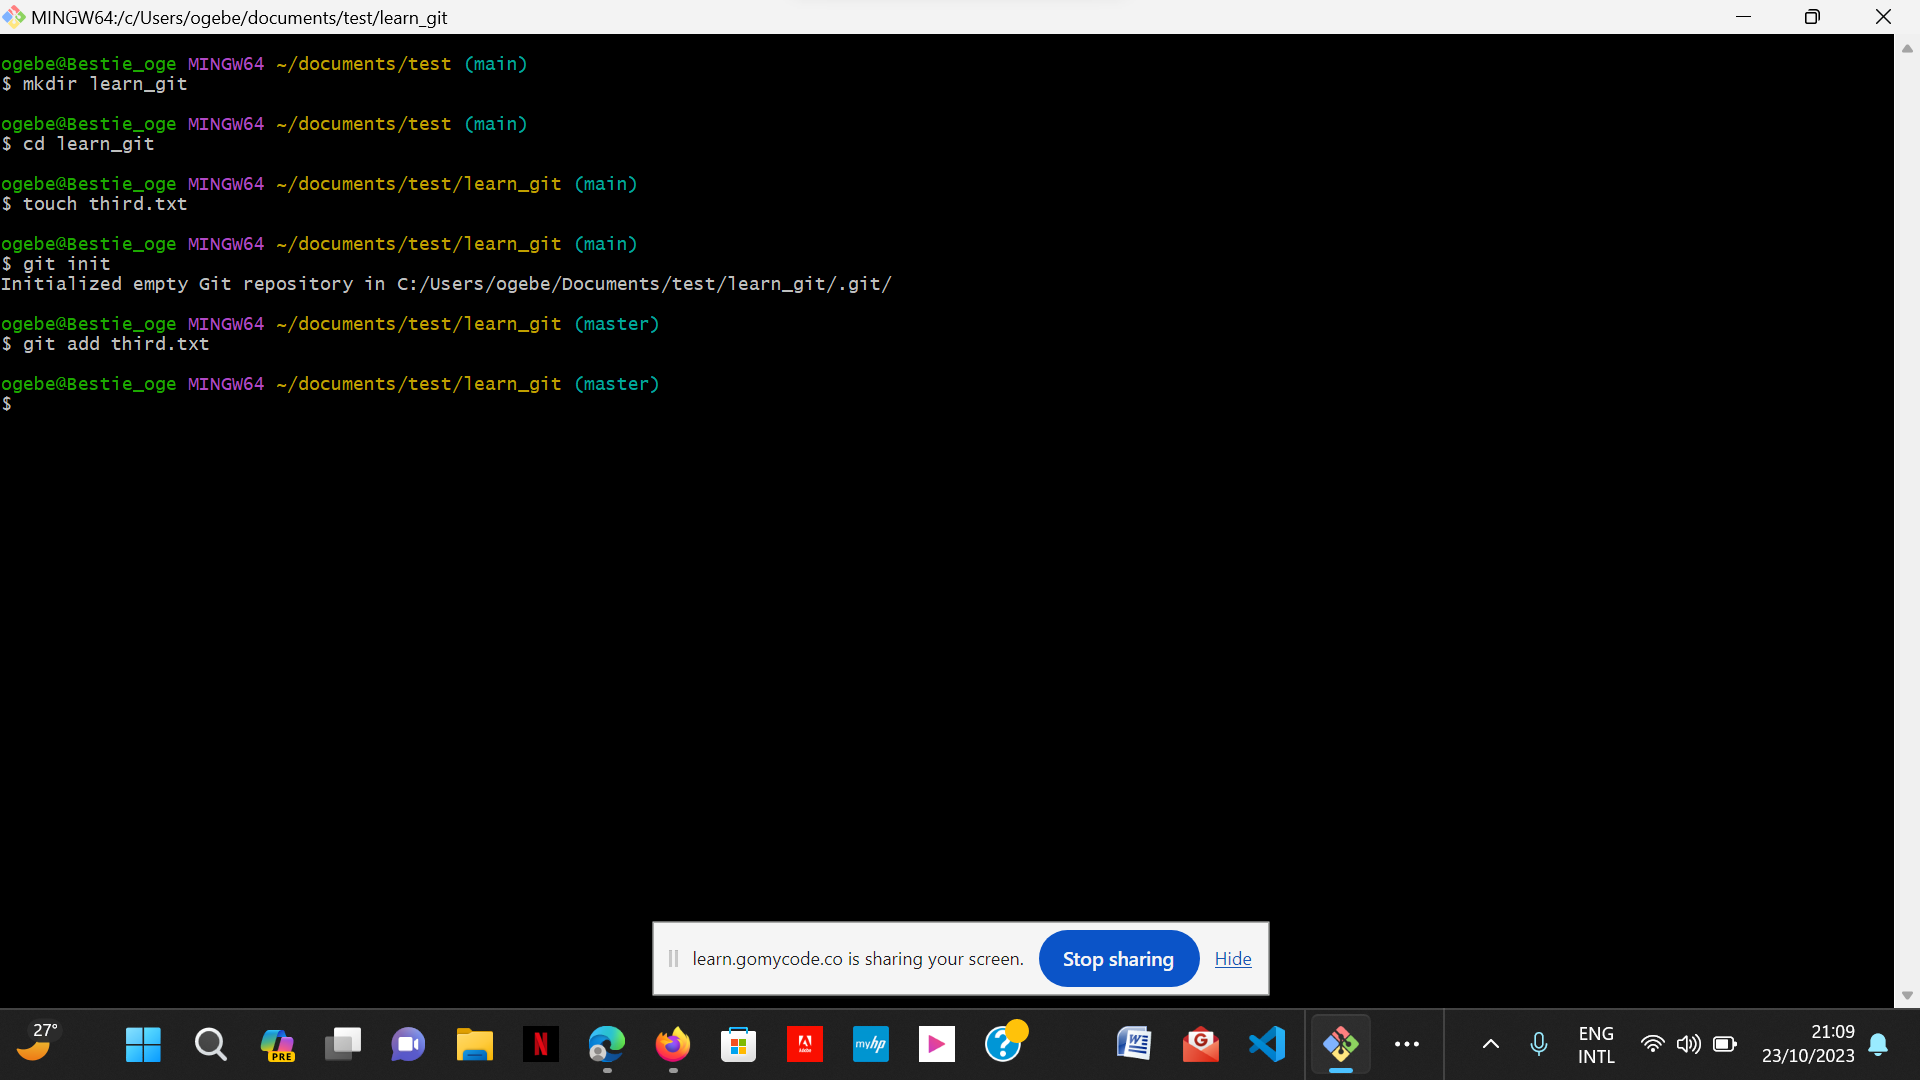 MINGW64:/c/Users/ogebe/documents/test/learn_git
ogebe@Bestie_oge MINGW64 ~/documents/test (main)
$ mkdir learn_git
ogebe@Bestie_oge MINGW64 ~/documents/test (main)
$ cd learn_git
ogebe@Bestie_oge MINGW64 ~/documents/test/learn_git (main)
$ touch third.txt
ogebe@Bestie_oge MINGW64 ~/documents/test/learn_git (main)
$ git init
Initialized empty Git repository in C:/Users/ogebe/Documents/test/learn_git/.git/
ogebe@Bestie_oge MINGW64 ~/documents/test/learn_git (master)
$ git add third.txt
ogebe@Bestie_oge MINGW64 ~/documents/test/learn_git (master)
$
learn.gomycode.co is sharing your screen. Stop sharing Hide
27°
PRE
N
Adobe
myhp
?
W
G
ENG
INTL
21:09
23/10/2023